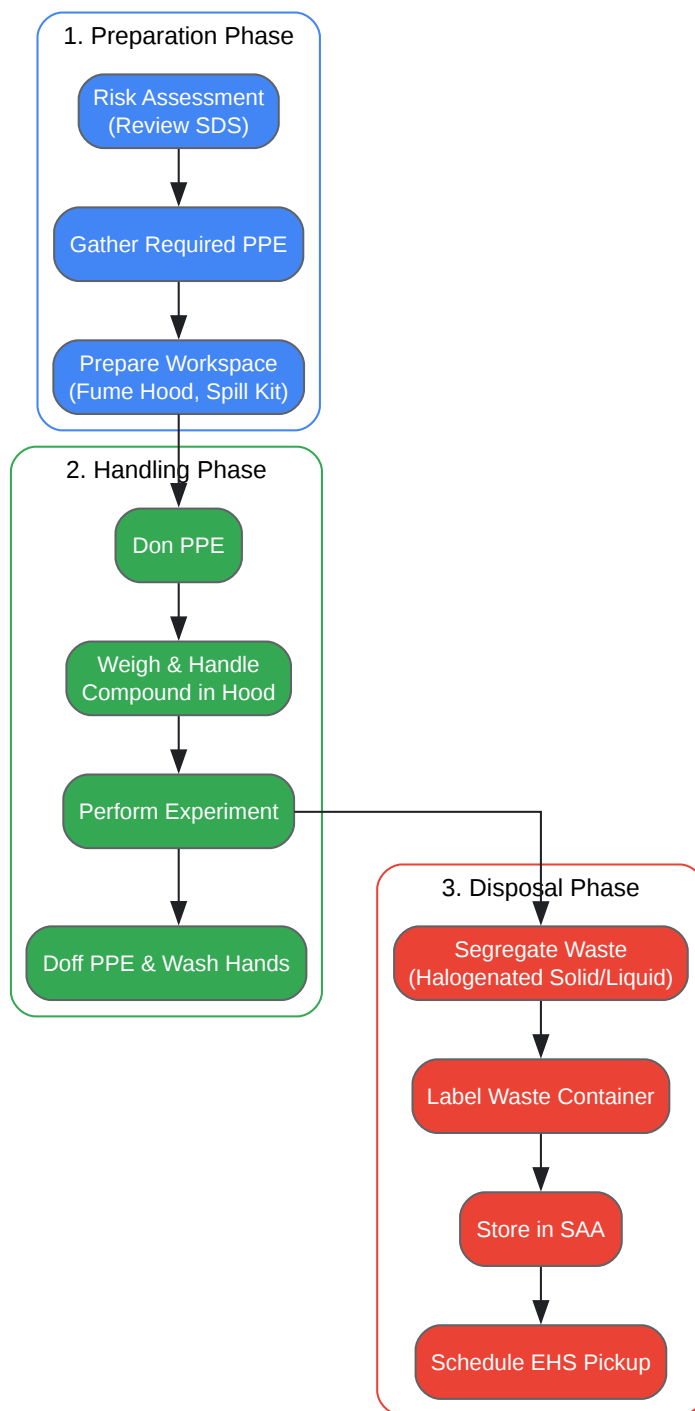 1. Preparation Phase
Risk Assessment
(Review SDS)
Gather Required PPE
Prepare Workspace
(Fume Hood, Spill Kit)
2. Handling Phase
Don PPE
Weigh & Handle
Compound in Hood
Perform Experiment
Doff PPE & Wash Hands
3. Disposal Phase
Segregate Waste
(Halogenated Solid/Liquid)
Label Waste Container
Store in SAA
Schedule EHS Pickup